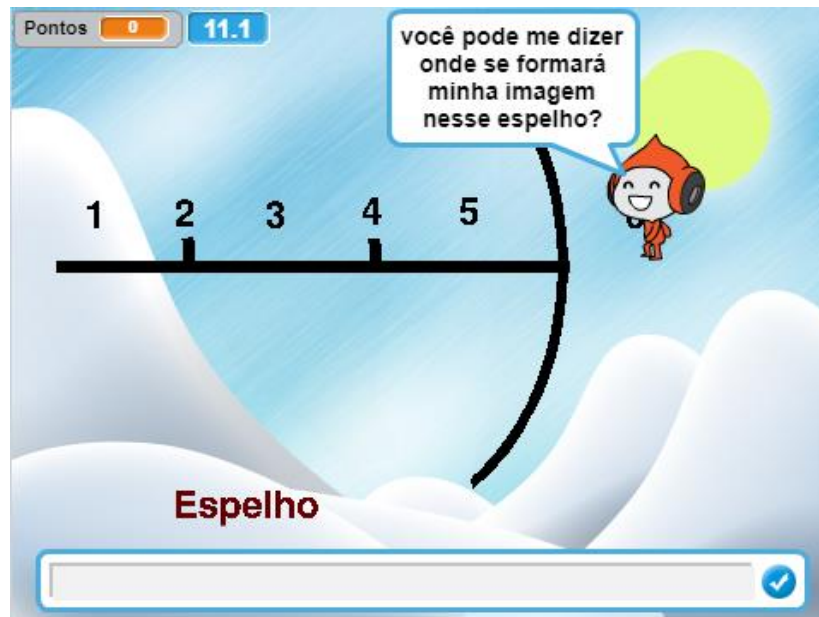 Pontos 0 11.1
você pode me dizer
onde se formará
minha imagem
nesse espelho?
1 2 3 4 5
Espelho